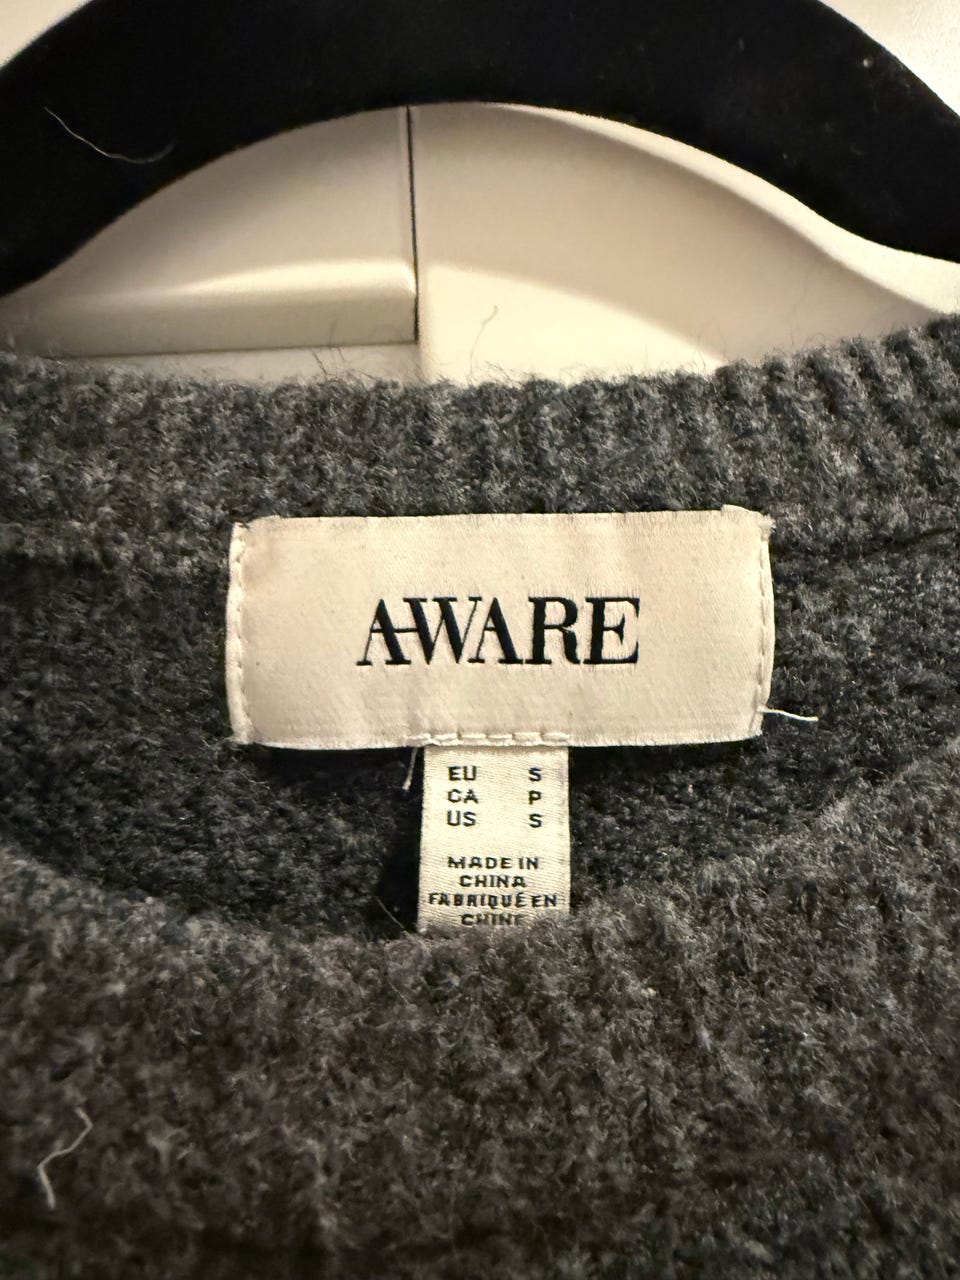 AWARE
EU S
CA P
US S
MADE IN
CHINA
FABRIQUÉ EN
CHINE